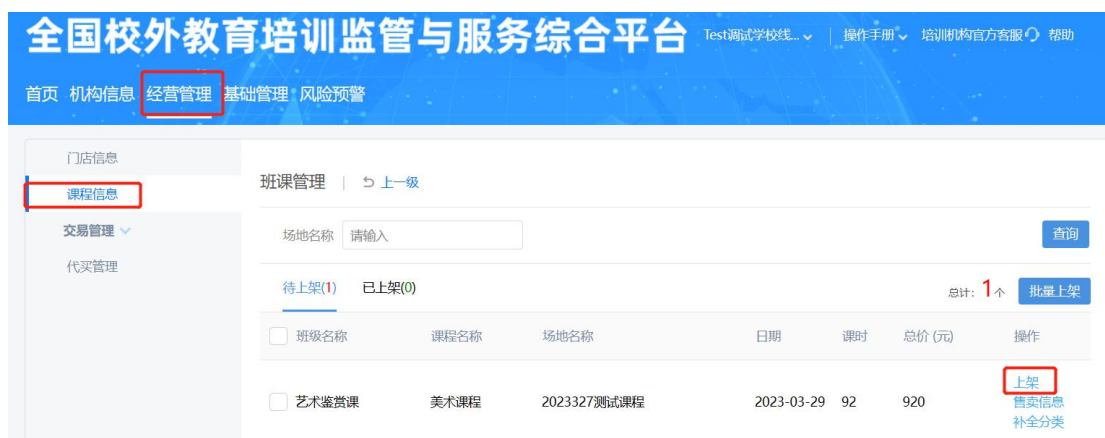 全国校外教育培训监管与服务综合平台 Test调试学校线... 操作手册 培训机构官方客服 帮助
首页 机构信息 经营管理 基础管理 风险预警
门店信息
课程信息
交易管理
代买管理
班课管理 上一级
场地名称 请输入 查询
待上架(1) 已上架(0) 总计: 1个 批量上架
班级名称 课程名称 场地名称 日期 课时 总价 (元) 操作
艺术鉴赏课 美术课程 2023327测试课程 2023-03-29 92 920 上架
售卖信息
补全分类